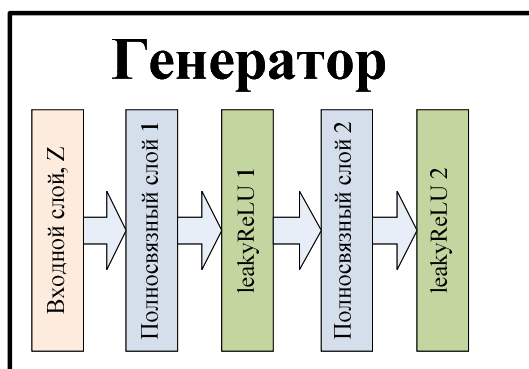 Генератор
Входной слой, Z
Полносвязный слой 1
leakyReLU 1
Полносвязный слой 2
leakyReLU 2